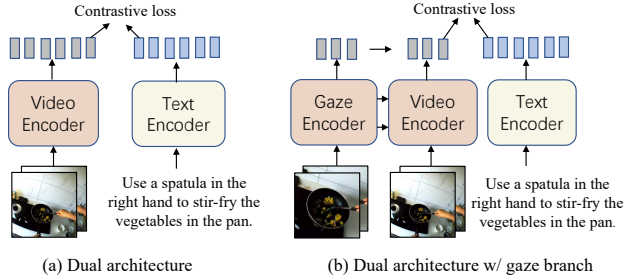 Contrastive loss
Video
Encoder
Text
Encoder
Use a spatula in the
right hand to stir-fry the
vegetables in the pan.
(a) Dual architecture
Contrastive loss
Gaze
Encoder
Video
Encoder
Text
Encoder
Use a spatula in the
right hand to stir-fry the
vegetables in the pan.
(b) Dual architecture w/ gaze branch